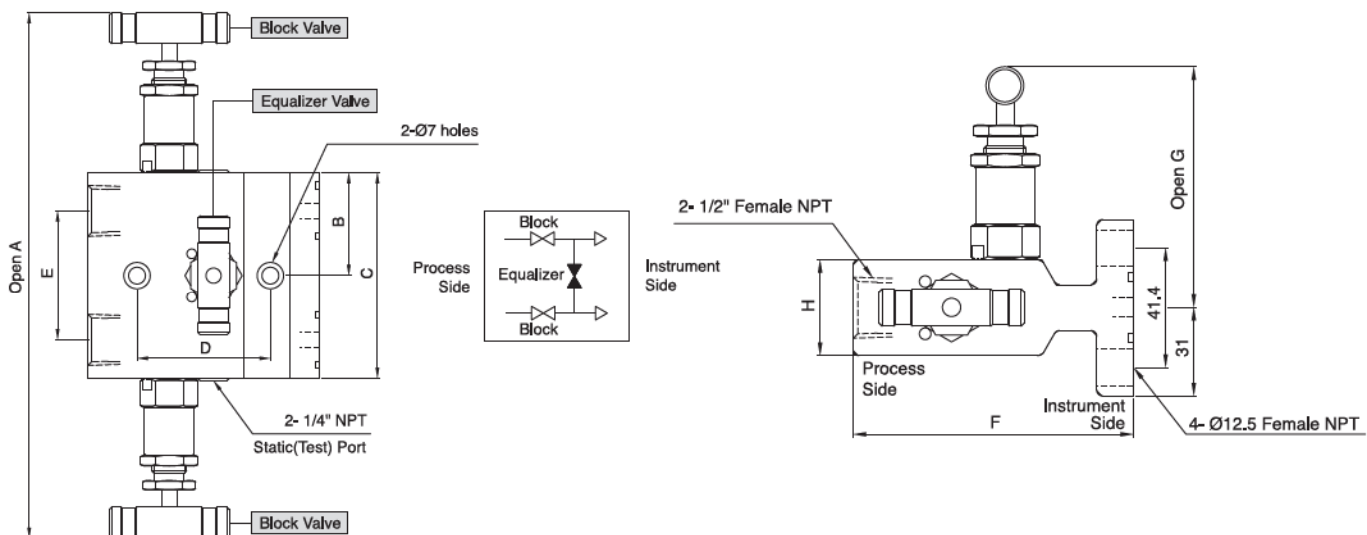 Block Valve
Equalizer Valve
2-Ø7 holes
Open A
E
B
C
D
2- 1/4" NPT
Static(Test) Port
Block Valve
Process
Side
Block
Equalizer
Block
Instrument
Side
2- 1/2" Female NPT
H
Process
Side
F
Open G
41.4
31
Instrument
Side
4- Ø12.5 Female NPT